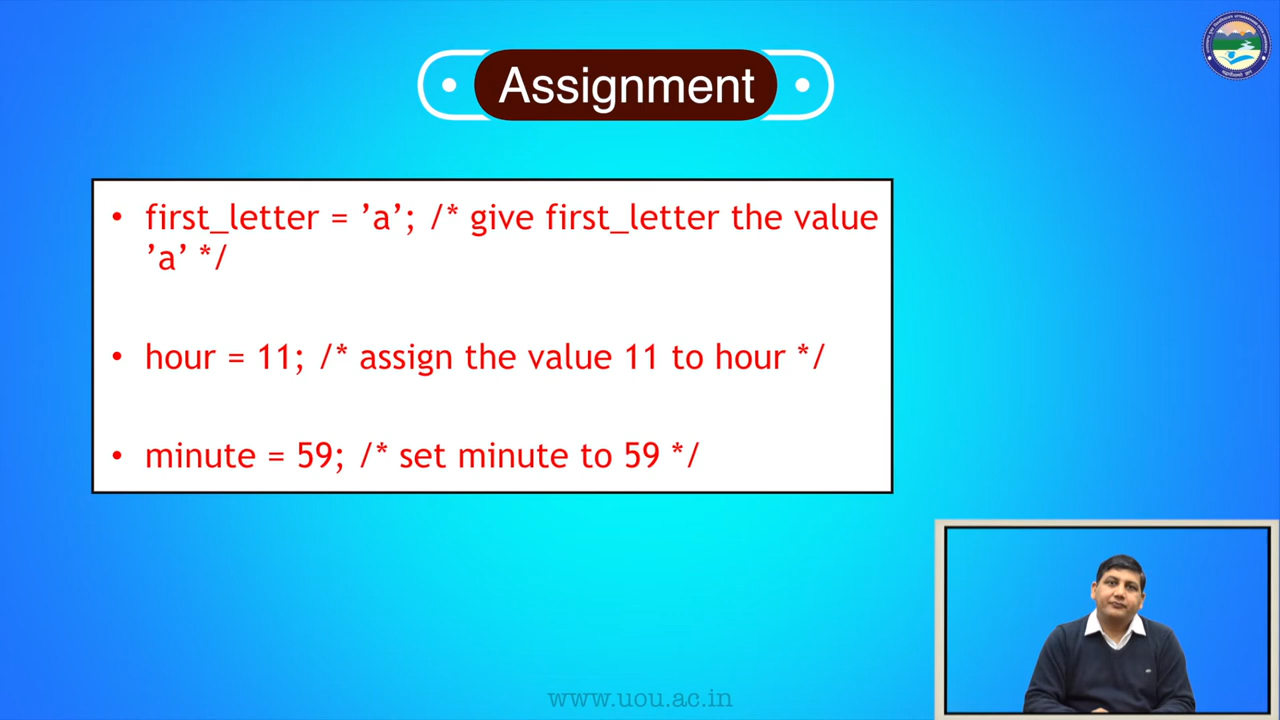 Assignment
• first_letter = ’a’; /* give first_letter the value
’a’ */
• hour = 11; /* assign the value 11 to hour */
• minute = 59; /* set minute to 59 */
www.uou.ac.in